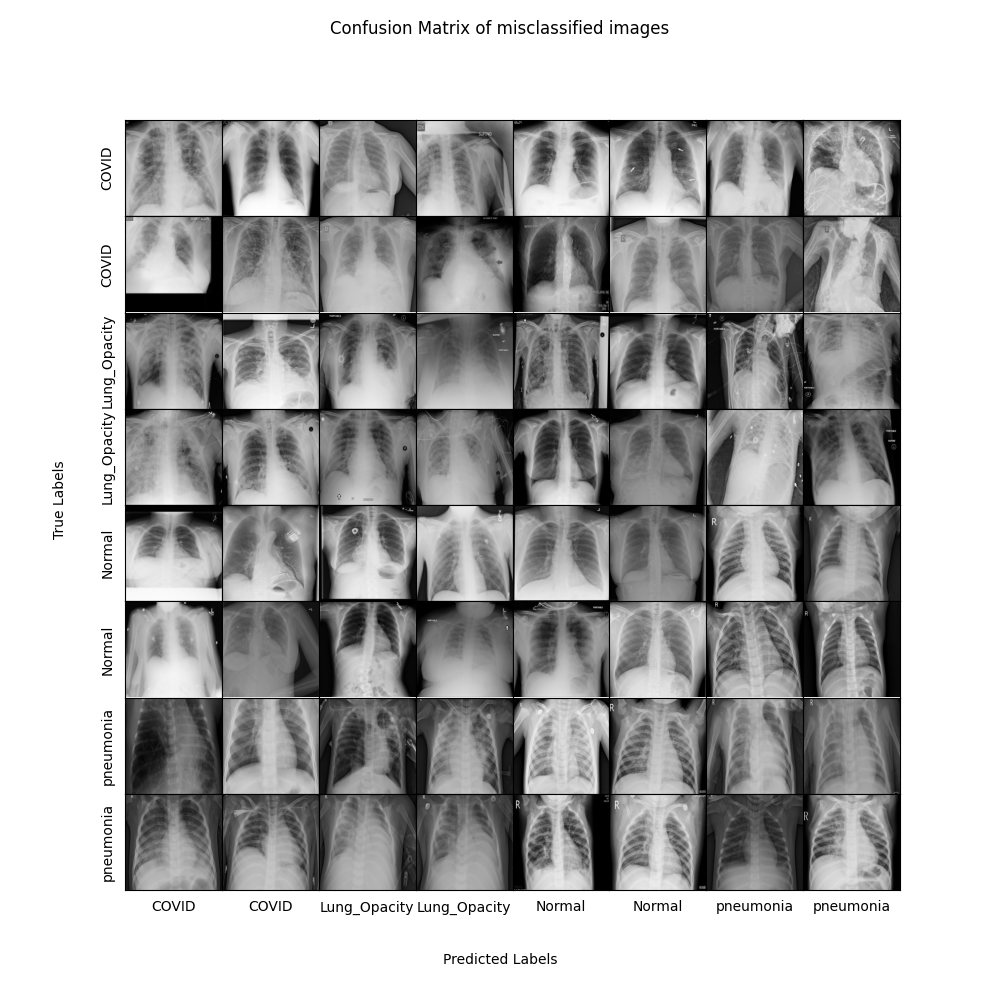 Confusion Matrix of misclassified images
COVID
COVID
Lung_Opacity
Lung_Opacity
Normal
Normal
pneumonia
pneumonia
True Labels
R
R
R
R
R
R
R
COVID
COVID
Lung_Opacity
Lung_Opacity
Normal
Normal
pneumonia
pneumonia
Predicted Labels